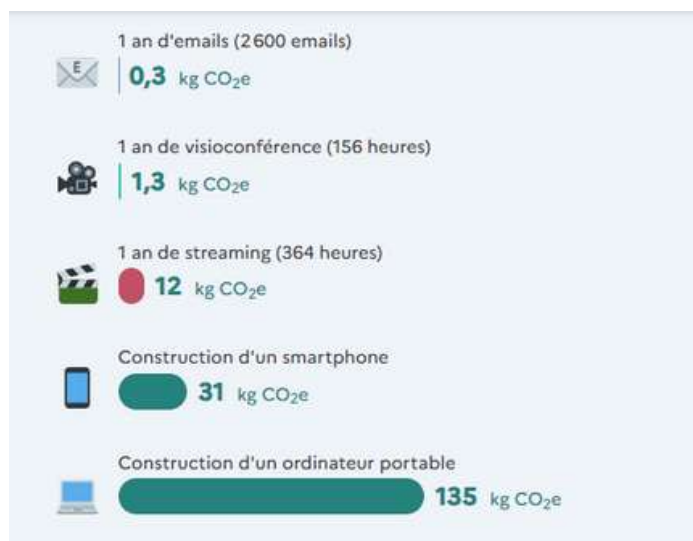 1 an d'emails (2600 emails)
E
0,3 kg CO₂e
1 an de visioconférence (156 heures)
1,3 kg CO₂e
1 an de streaming (364 heures)
12 kg CO₂e
Construction d'un smartphone
31 kg CO₂e
Construction d'un ordinateur portable
135 kg CO₂e